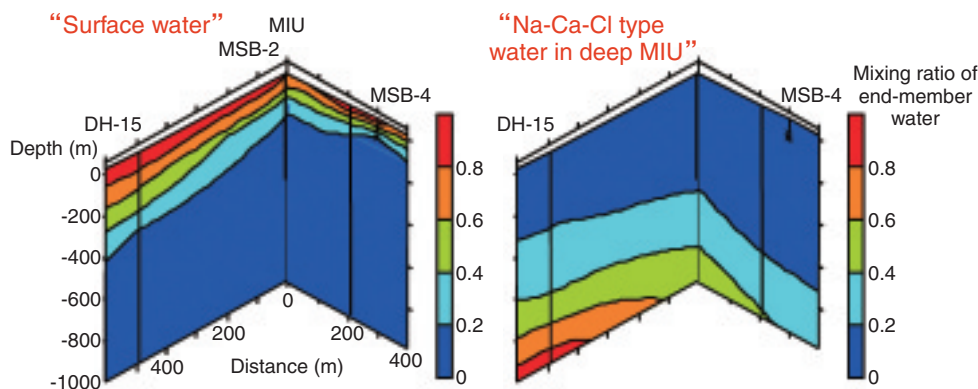 “Surface water”
MIU
MSB-2
MSB-4
DH-15
Depth (m)
0
-200
-400
-600
-800
-1000
400
200
0
200
400
Distance (m)
0.8
0.6
0.4
0.2
0
“Na-Ca-Cl type
water in deep MIU”
DH-15
MSB-4
Mixing ratio of
end-member
water
0.8
0.6
0.4
0.2
0